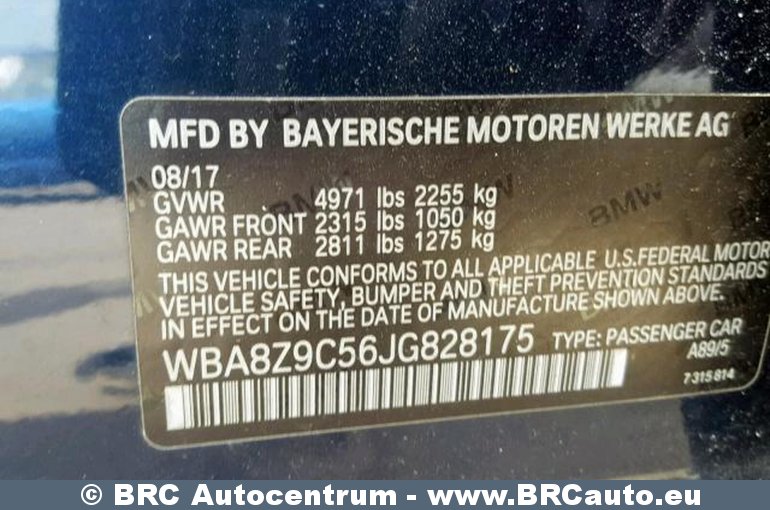 MFD BY BAYERISCHE MOTOREN WERKE AG
08/17
GVWR 4971 lbs 2255 kg
GAWR FRONT 2315 lbs 1050 kg
GAWR REAR 2811 lbs 1275 kg
THIS VEHICLE CONFORMS TO ALL APPLICABLE U.S.FEDERAL MOTOR
VEHICLE SAFETY, BUMPER AND THEFT PREVENTION STANDARDS
IN EFFECT ON THE DATE OF MANUFACTURE SHOWN ABOVE.
WBA8Z9C56JG828175 TYPE: PASSENGER CAR
A89/5
7 315 814
© BRC Autocentrum - www.BRCauto.eu